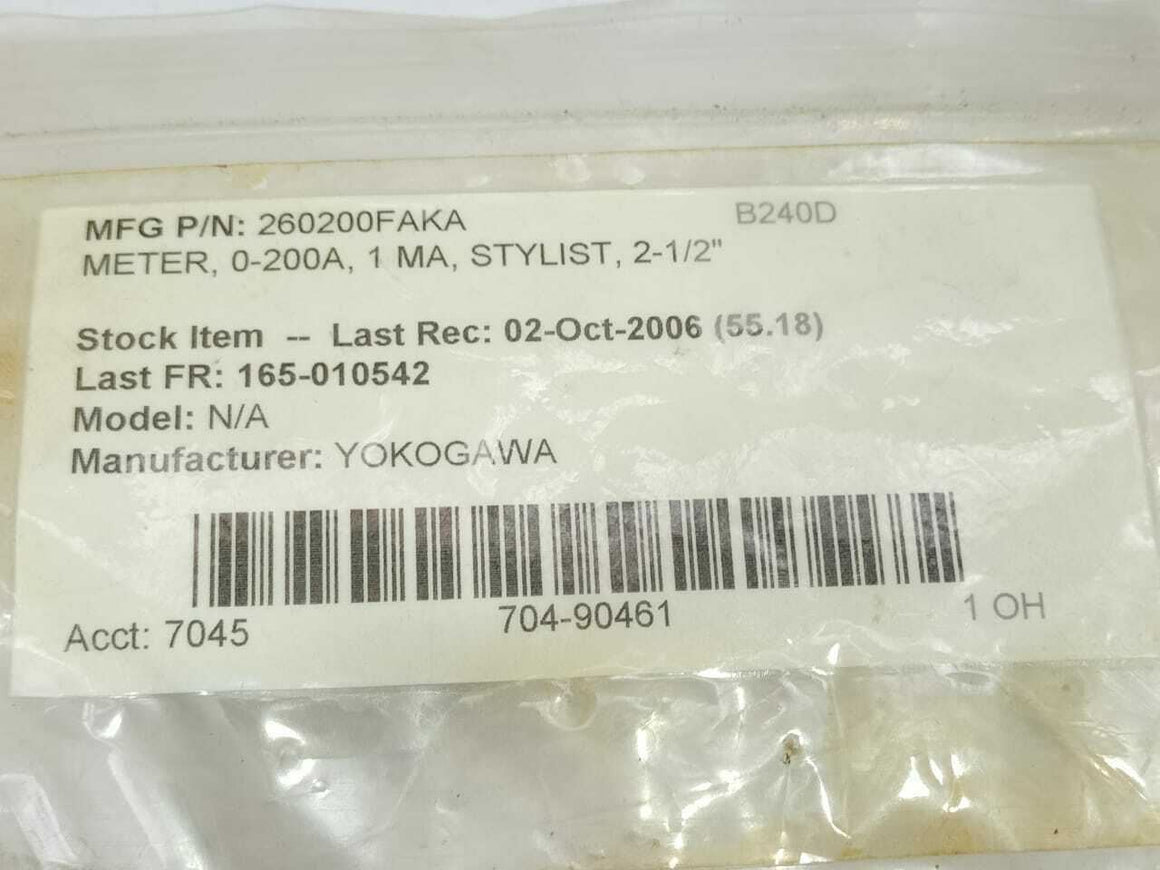 MFG P/N: 260200FAKA B240D
METER, 0-200A, 1 MA, STYLIST, 2-1/2"
Stock Item -- Last Rec: 02-Oct-2006 (55.18)
Last FR: 165-010542
Model: N/A
Manufacturer: YOKOGAWA
Acct: 7045 704-90461 1 OH